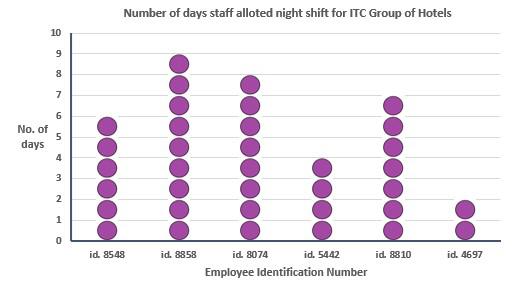 Number of days staff alloted night shift for ITC Group of Hotels
10
9
8
7
6
5
4
3
2
1
0
No. of
days
id. 8548 id. 8858 id. 8074 id. 5442 id. 8810 id. 4697
Employee Identification Number